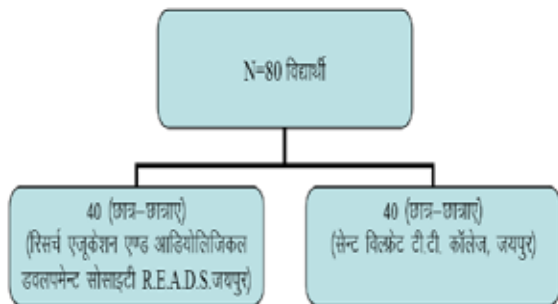 N=80 विद्यार्थी
40 (छात्र-छात्राएं)
(रिसर्च एजूकेशन एण्ड आडियोलिजिकल
डवलपमेन्ट सोसाइटी R.E.A.D.S.जयपुर)
40 (छात्र-छात्राएं)
(सेन्ट विल्फ्रेट टी.टी. कॉलेज, जयपुर)